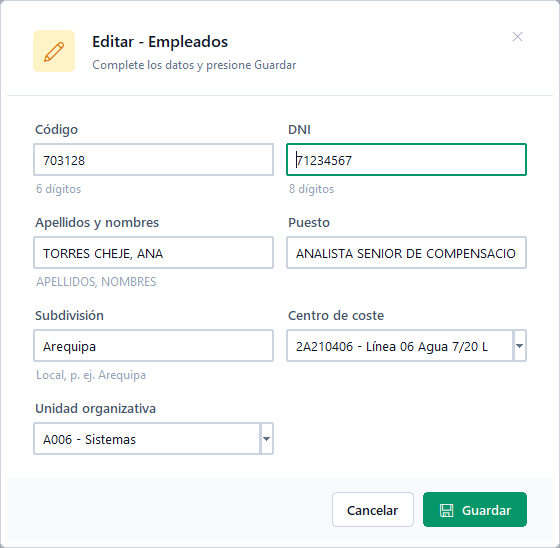 Editar - Empleados
Complete los datos y presione Guardar
Código
DNI
703128
71234567
6 dígitos
8 dígitos
Apellidos y nombres
Puesto
TORRES CHEJE, ANA
ANALISTA SENIOR DE COMPENSACIO
APELLIDOS, NOMBRES
Subdivisión
Centro de coste
Arequipa
2A210406 - Línea 06 Agua 7/20 L
Local, p. ej. Arequipa
Unidad organizativa
A006 - Sistemas
Cancelar
Guardar